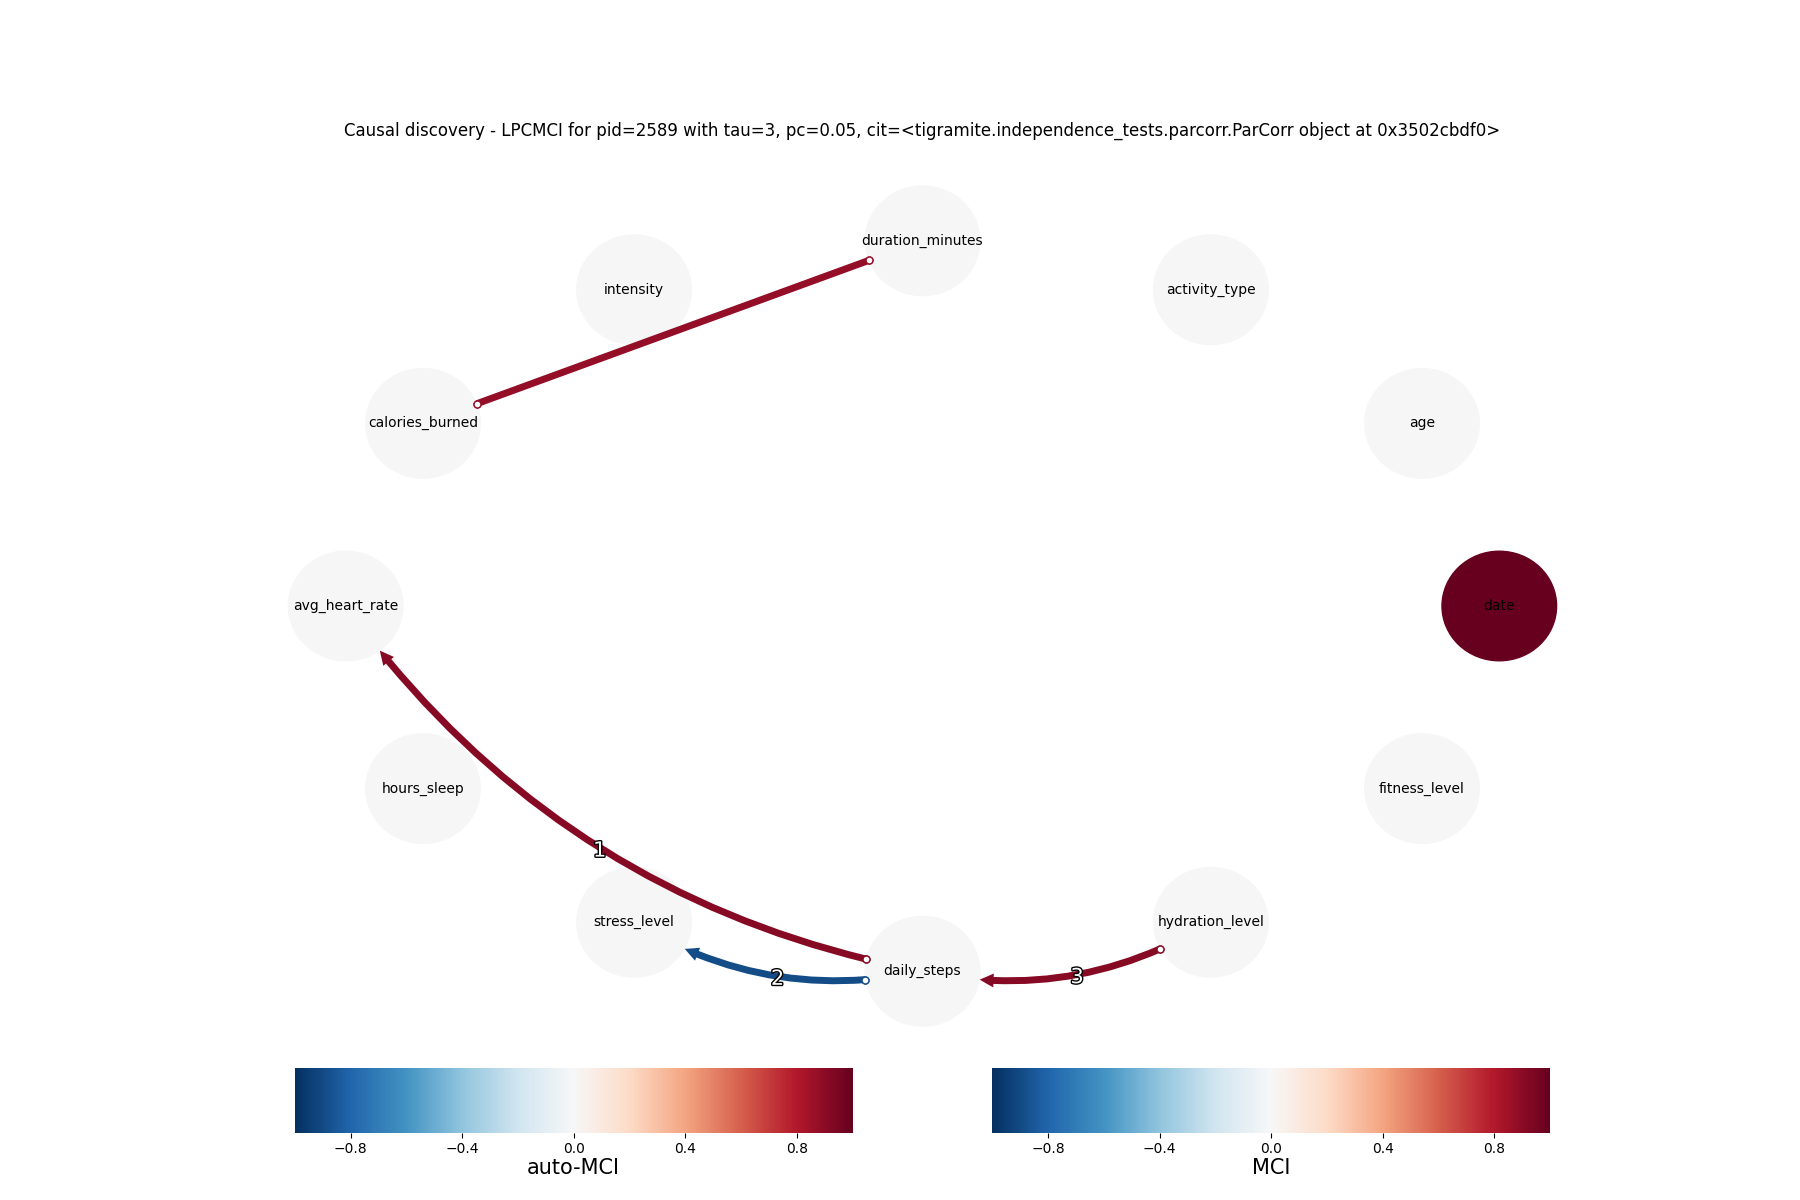 Causal discovery - LPCMCI for pid=2589 with tau=3, pc=0.05, cit=<tigramite.independence_tests.parcorr.ParCorr object at 0x3502cbdf0>
duration_minutes
intensity
activity_type
calories_burned
age
avg_heart_rate
date
hours_sleep
fitness_level
1
stress_level
hydration_level
daily_steps
2
3
−0.8 −0.4 0.0 0.4 0.8
auto-MCI
−0.8 −0.4 0.0 0.4 0.8
MCI